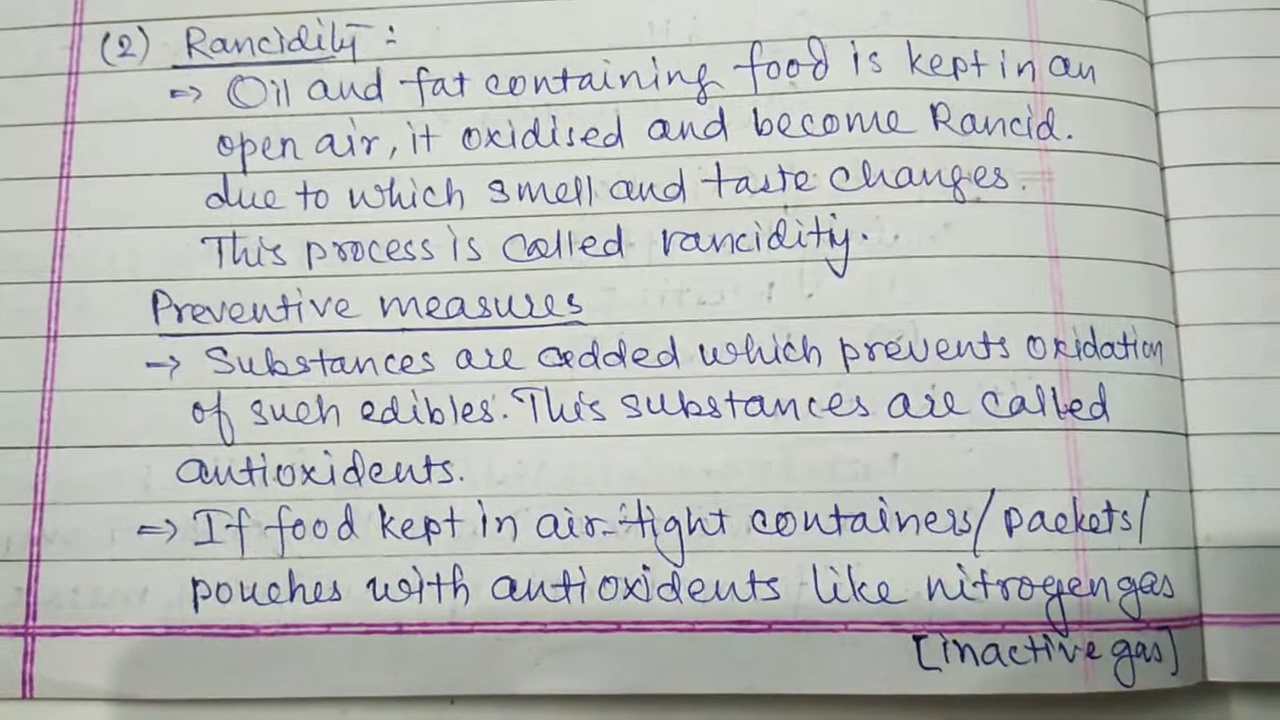 (2) Rancidity :
=> Oil and fat containing food is kept in an
open air, it oxidised and become Rancid.
due to which smell and taste changes.
This process is called rancidity.
Preventive measures
→ Substances are added which prevents oxidation
of such edibles. This substances are called
antioxidents.
=> If food kept in air-tight containers/packets/
pouches with antioxidents like nitrogen gas
[inactive gas]